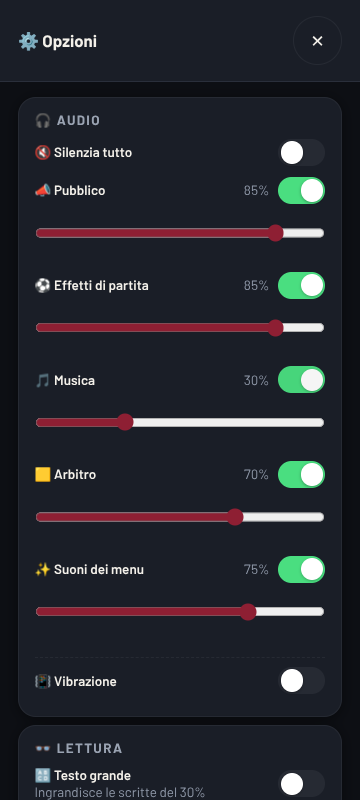 ⚙️ Opzioni
✕
🎧 AUDIO
🔇 Silenzia tutto
📣 Pubblico 85%
⚽ Effetti di partita 85%
🎵 Musica 30%
🟨 Arbitro 70%
✨ Suoni dei menu 75%
📳 Vibrazione
👓 LETTURA
🔠 Testo grande
Ingrandisce le scritte del 30%